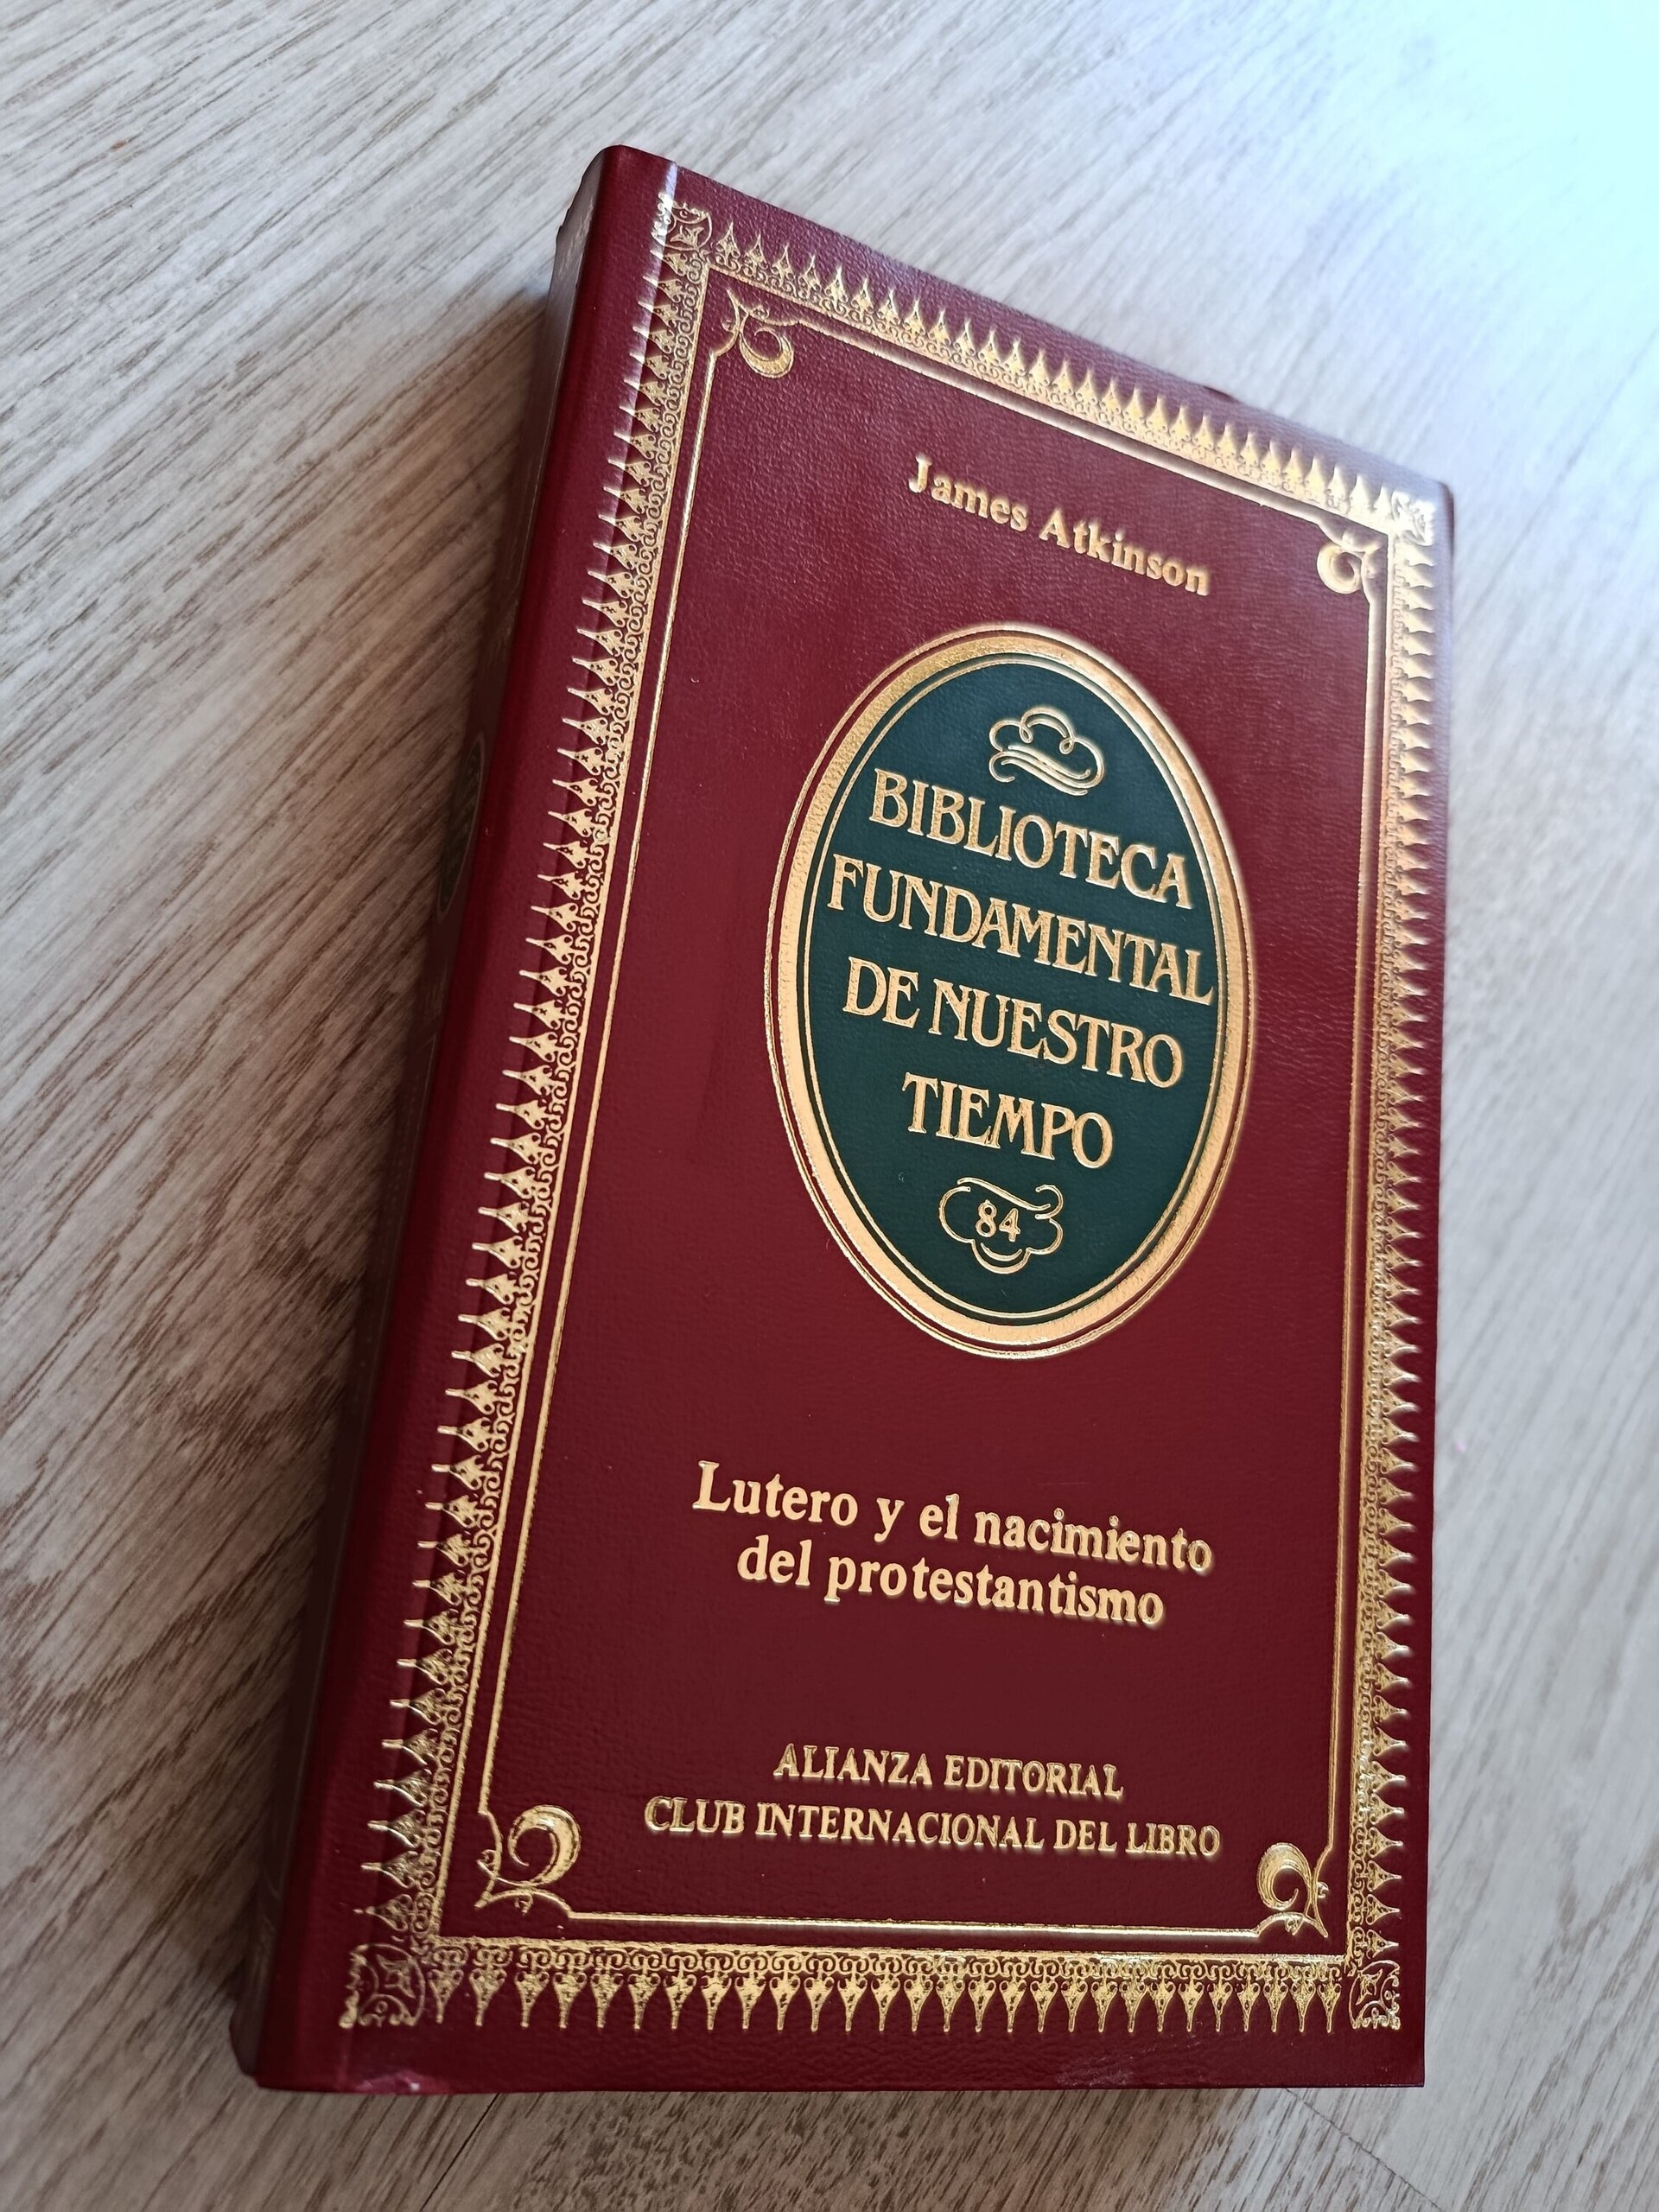 James Atkinson
BIBLIOTECA
FUNDAMENTAL
DE NUESTRO
TIEMPO
84
Lutero y el nacimiento
del protestantismo
ALIANZA EDITORIAL
CLUB INTERNACIONAL DEL LIBRO